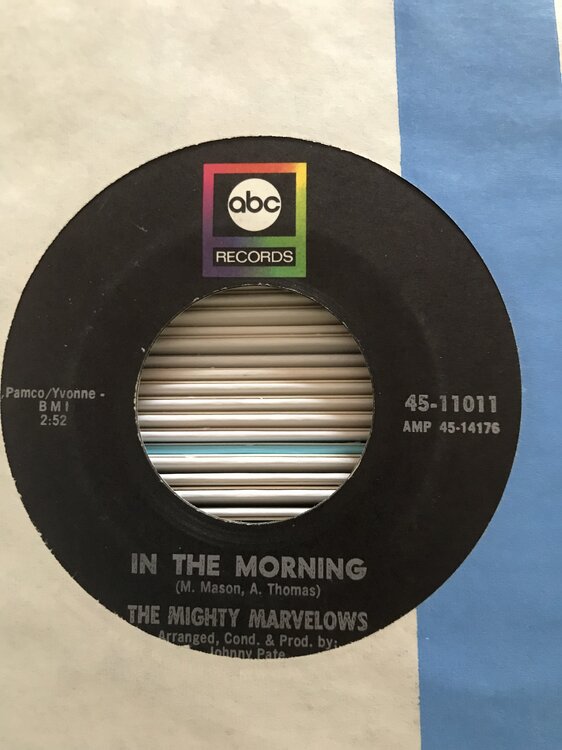 abc
RECORDS
Pamco/Yvonne -
BMI
2:52
45-11011
AMP 45-14176
IN THE MORNING
(M. Mason, A. Thomas)
THE MIGHTY MARVELOWS
Arranged, Cond. & Prod. by:
Johnny Pate